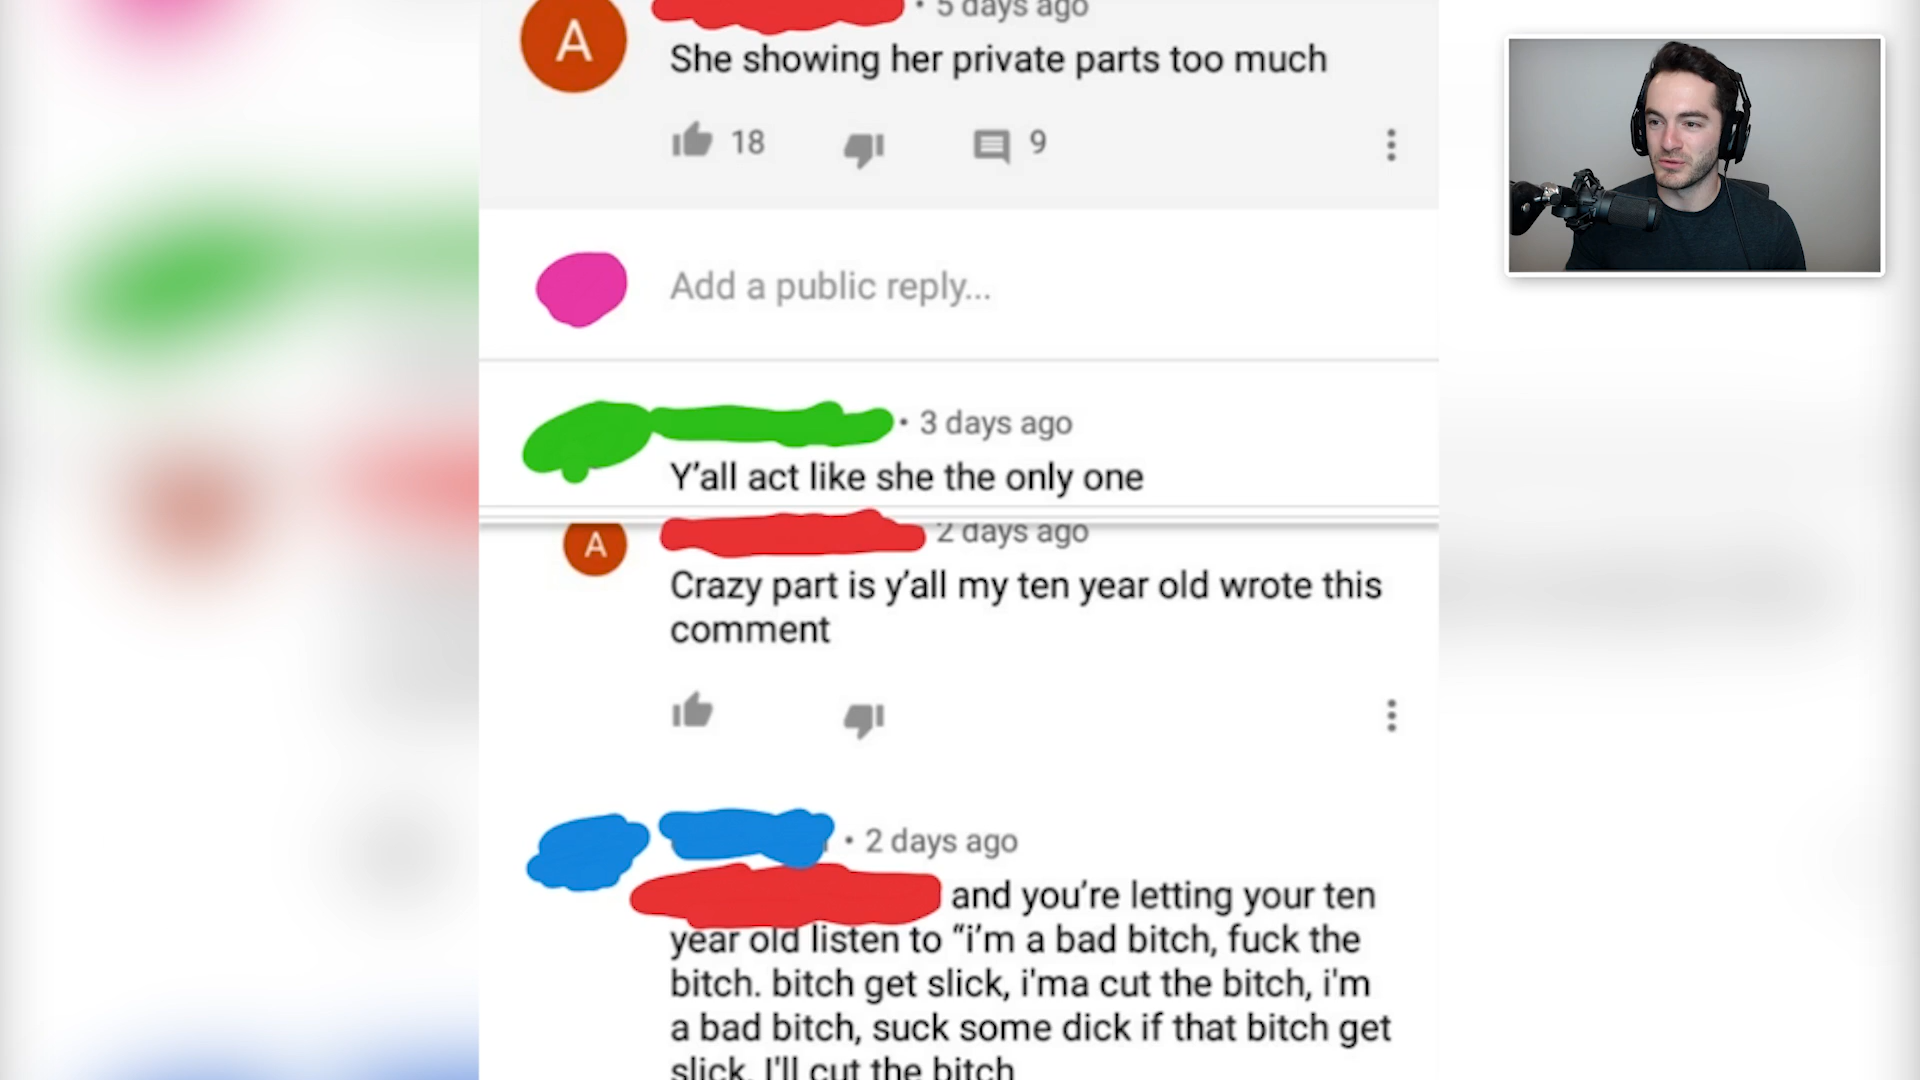 A
• 5 days ago
She showing her private parts too much
18
9
Add a public reply...
• 3 days ago
Y'all act like she the only one
A
2 days ago
Crazy part is y'all my ten year old wrote this
comment
• 2 days ago
and you're letting your ten
year old listen to “i'm a bad bitch, fuck the
bitch. bitch get slick, i'ma cut the bitch, i'm
a bad bitch, suck some dick if that bitch get
slick, I'll cut the bitch